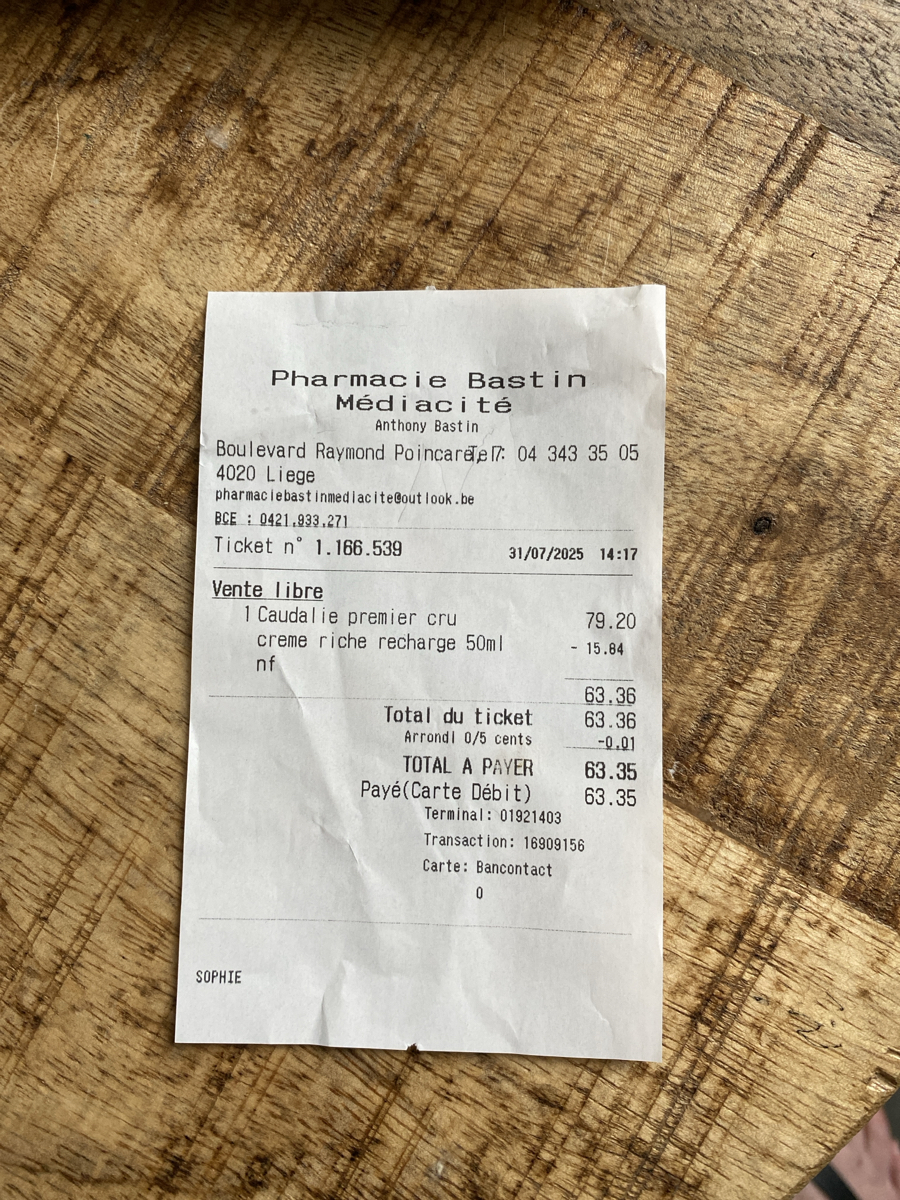 Pharmacie Bastin
Médiacité
Anthony Bastin
Boulevard Raymond Poincaré, 7 Tel: 04 343 35 05
4020 Liege
pharmaciebastinmediacite@outlook.be
BCE : 0421.933.271
Ticket n° 1.166.539 31/07/2025 14:17
Vente libre
1 Caudalie premier cru 79.20
creme riche recharge 50ml - 15.84
nf
63.36
Total du ticket 63.36
Arrondi 0/5 cents -0.01
TOTAL A PAYER 63.35
Payé(Carte Débit) 63.35
Terminal: 01921403
Transaction: 16909156
Carte: Bancontact
0
SOPHIE